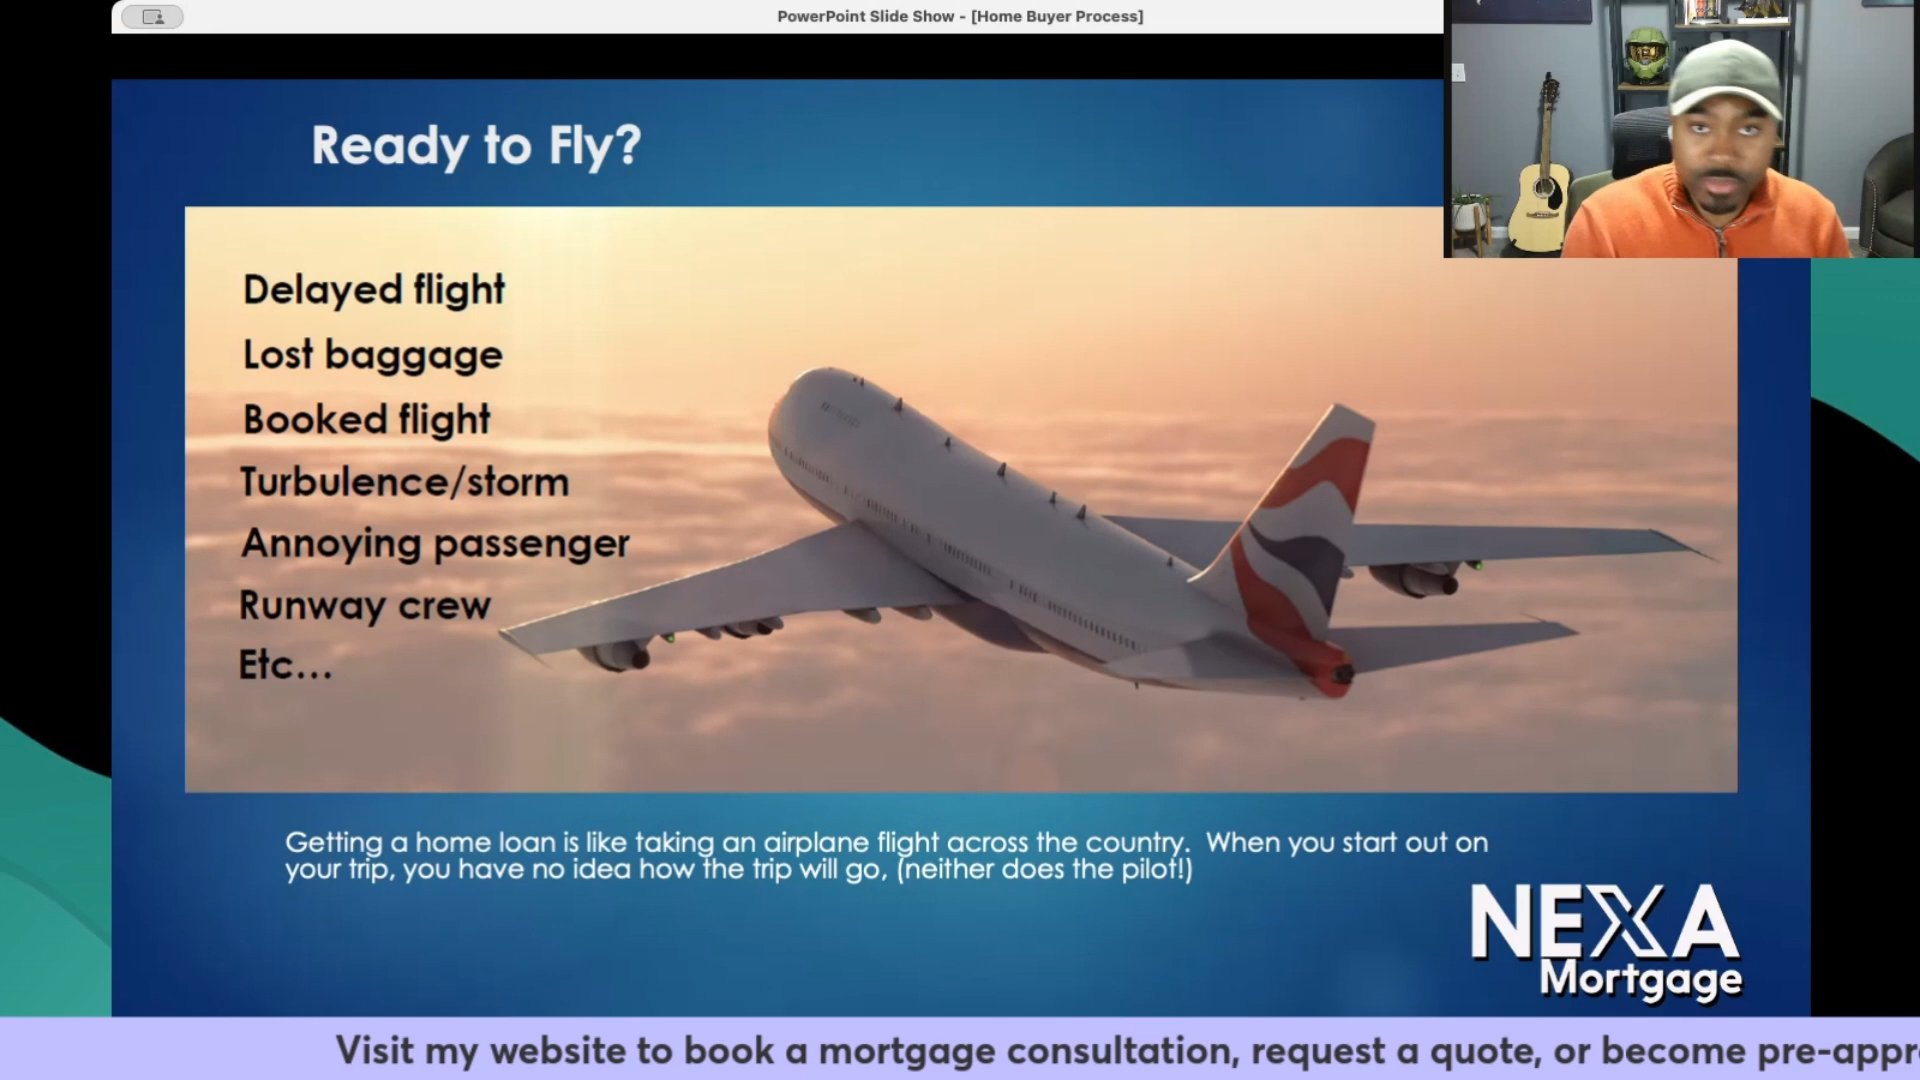 PowerPoint Slide Show - [Home Buyer Process]
Ready to Fly?
Delayed flight
Lost baggage
Booked flight
Turbulence/storm
Annoying passenger
Runway crew
Etc...
Getting a home loan is like taking an airplane flight across the country.  When you start out on
your trip, you have no idea how the trip will go, (neither does the pilot!)
NEXA
Mortgage
Visit my website to book a mortgage consultation, request a quote, or become